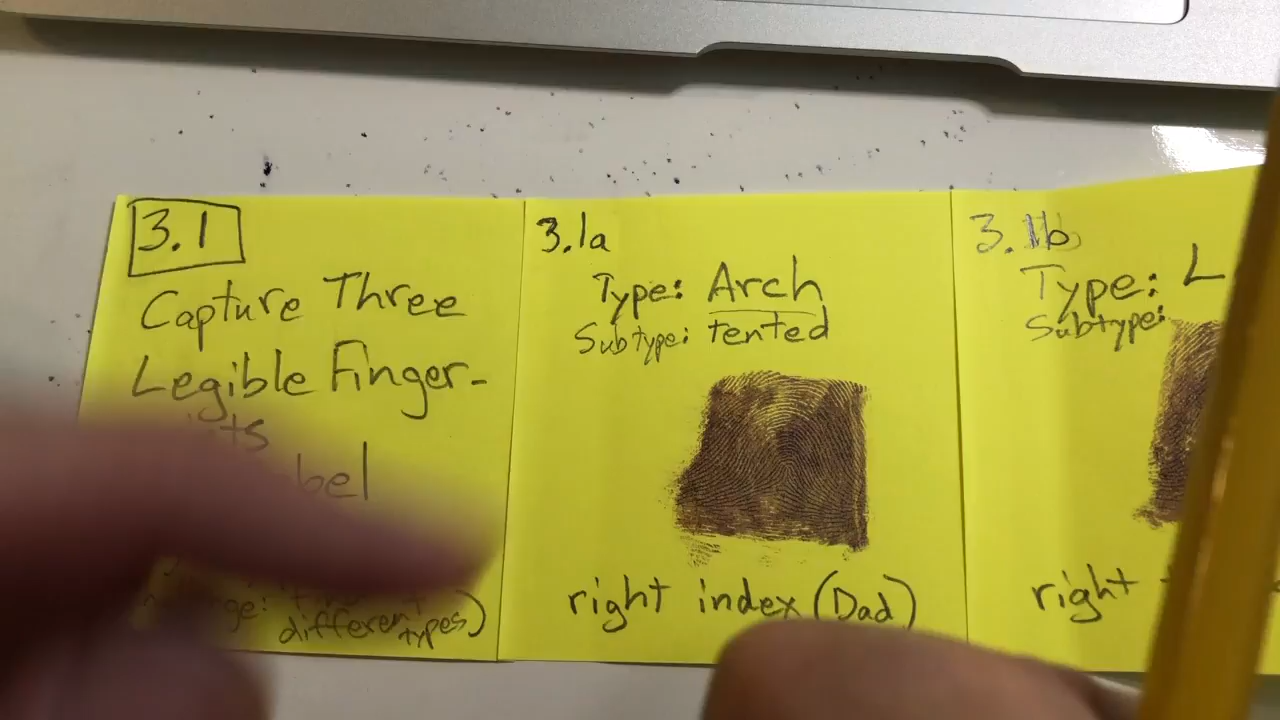 3.1
Capture Three
Legible Finger-
different
types)
3.1a
Type: Arch
Subtype: tented
right index (Dad)
3.1b
Type: L
Subtype:
right